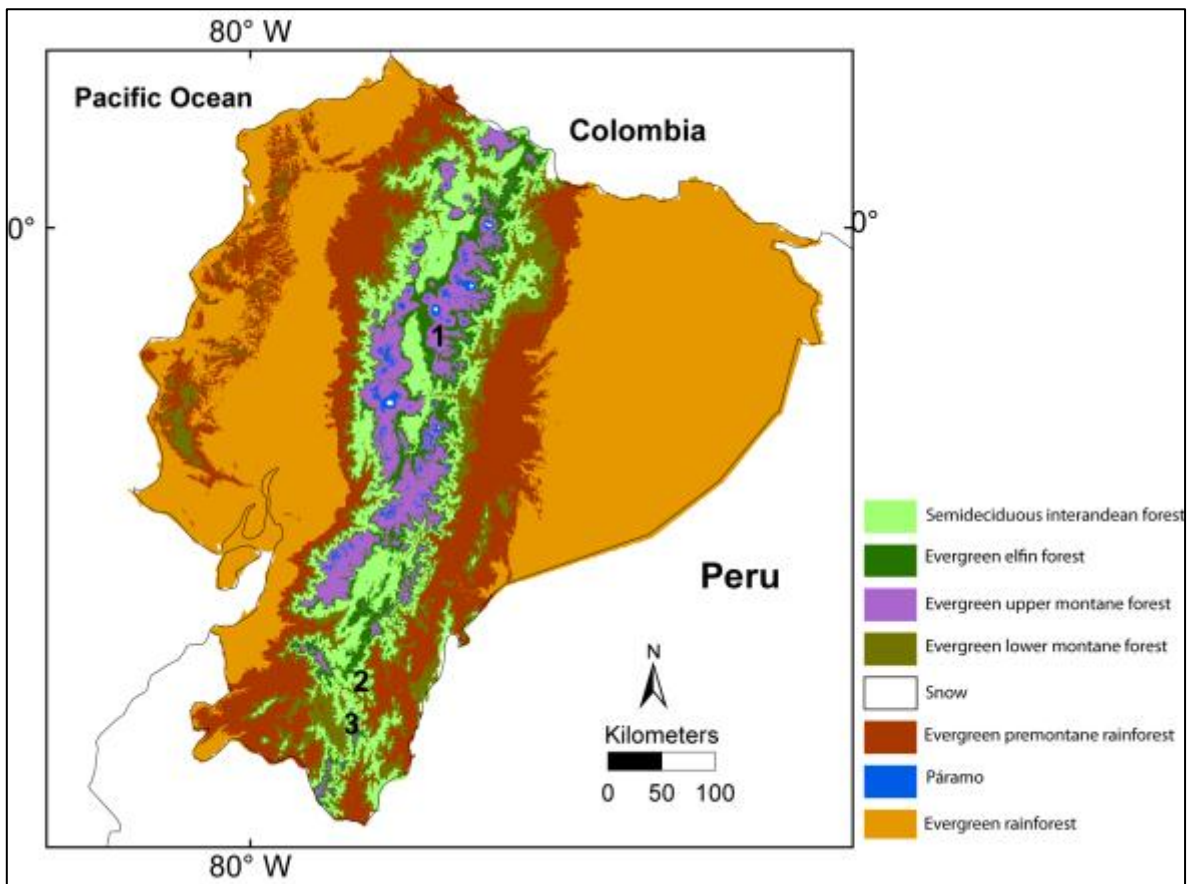 80° W
Pacific Ocean
Colombia
0°
0°
1
Peru
2
3
N
Kilometers
0 50 100
80° W
Semideciduous interandean forest
Evergreen elfin forest
Evergreen upper montane forest
Evergreen lower montane forest
Snow
Evergreen premontane rainforest
Páramo
Evergreen rainforest